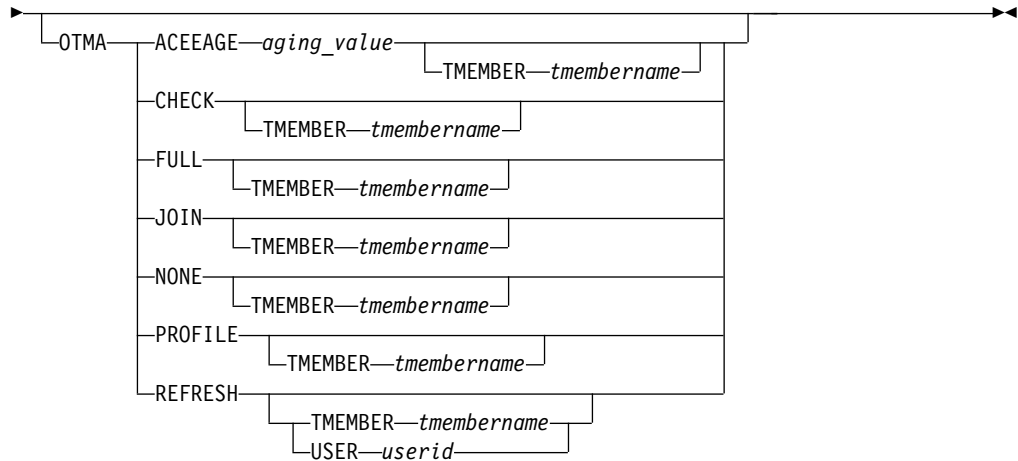 OTMA ACEEAGE aging_value
TMEMBER tmembername
CHECK
TMEMBER tmembername
FULL
TMEMBER tmembername
JOIN
TMEMBER tmembername
NONE
TMEMBER tmembername
PROFILE
TMEMBER tmembername
REFRESH
TMEMBER tmembername
USER userid